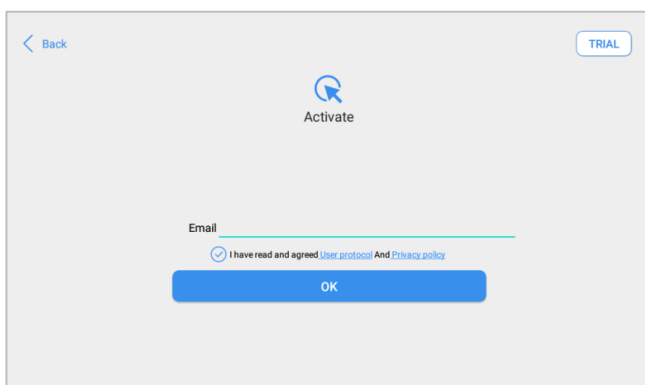 Back
TRIAL
Activate
Email
I have read and agreed User protocol And Privacy policy
OK